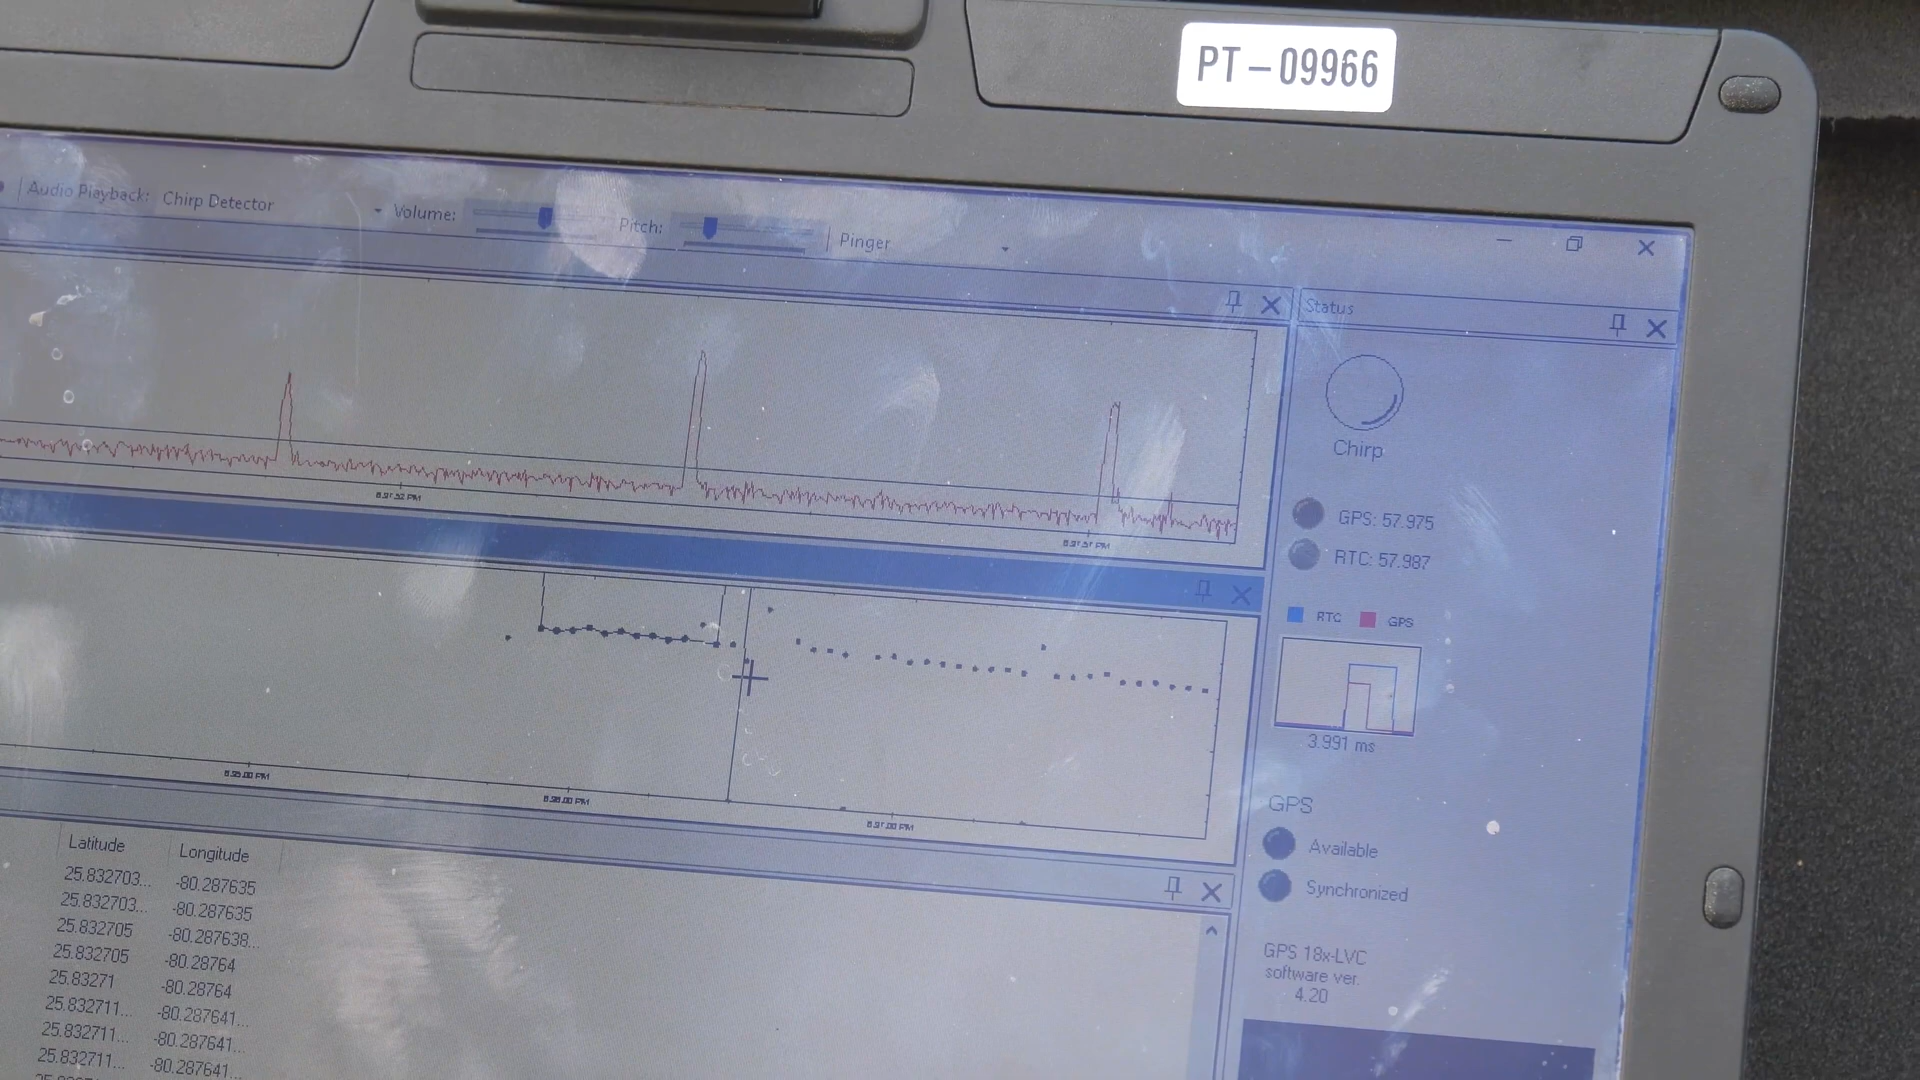 PT-09966
Audio Playback: Chirp Detector
Volume:
Pitch:
Pinger
Status
Chirp
GPS: 57.975
RTC: 57.987
RTC GPS
3.991 ms
GPS
Available
Synchronized
GPS 18x-LVC
software ver.
4.20
Latitude Longitude
25.832703... -80.287635
25.832703... -80.287635
25.832705 -80.287638...
25.832705 -80.28764
25.83271 -80.28764
25.832711... -80.287641...
25.832711... -80.287641...
25.832711... -80.287641...